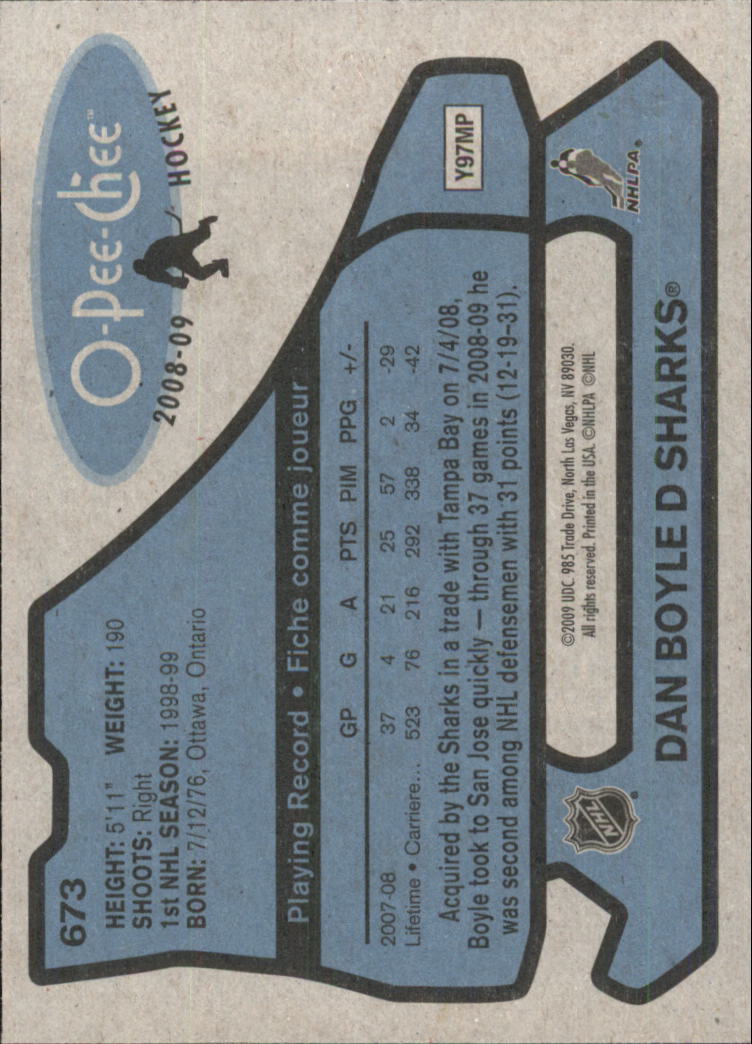 673
HEIGHT: 5'11" WEIGHT: 190
SHOOTS: Right
1st NHL SEASON: 1998-99
BORN: 7/12/76, Ottawa, Ontario
O-Pee-Chee™
2008-09 HOCKEY
Playing Record • Fiche comme joueur
GP G A PTS PIM PPG +/-
2007-08 37 4 21 25 57 2 -29
Lifetime • Carriere... 523 76 216 292 338 34 -42
Acquired by the Sharks in a trade with Tampa Bay on 7/4/08,
Boyle took to San Jose quickly — through 37 games in 2008-09 he
was second among NHL defensemen with 31 points (12-19–31).
Y97MP
NHL ®
©2009 UDC. 985 Trade Drive, North Las Vegas, NV 89030.
All rights reserved. Printed in the USA. ©NHLPA ©NHL
NHLPA®
DAN BOYLE D SHARKS®